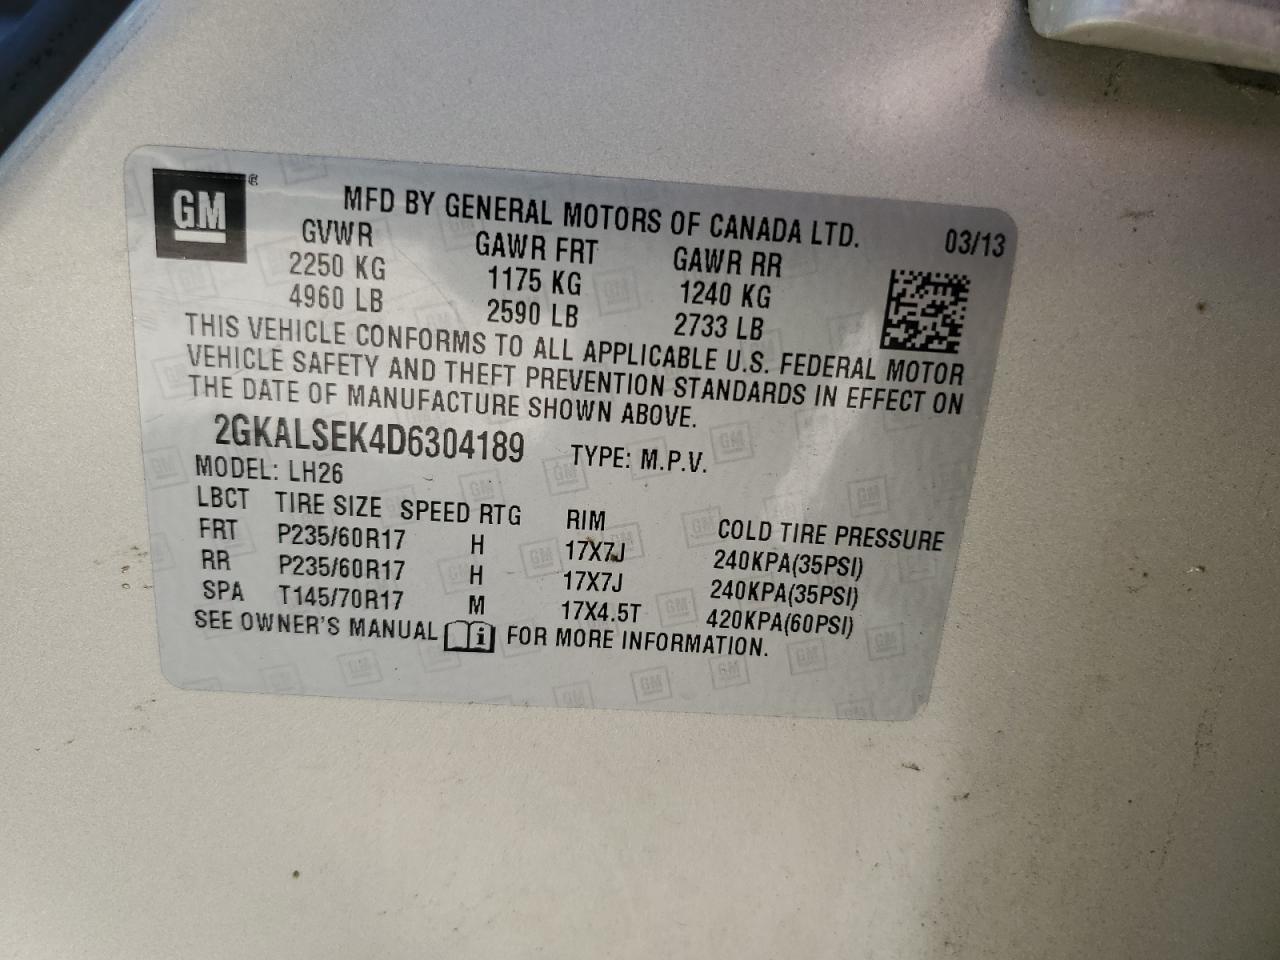 GM
MFD BY GENERAL MOTORS OF CANADA LTD. 03/13
GVWR GAWR FRT GAWR RR
2250 KG 1175 KG 1240 KG
4960 LB 2590 LB 2733 LB
THIS VEHICLE CONFORMS TO ALL APPLICABLE U.S. FEDERAL MOTOR
VEHICLE SAFETY AND THEFT PREVENTION STANDARDS IN EFFECT ON
THE DATE OF MANUFACTURE SHOWN ABOVE.
2GKALSEK4D6304189 TYPE: M.P.V.
MODEL: LH26
LBCT TIRE SIZE SPEED RTG RIM COLD TIRE PRESSURE
FRT P235/60R17 H 17X7J 240KPA(35PSI)
RR P235/60R17 H 17X7J 240KPA(35PSI)
SPA T145/70R17 M 17X4.5T 420KPA(60PSI)
SEE OWNER'S MANUAL FOR MORE INFORMATION.